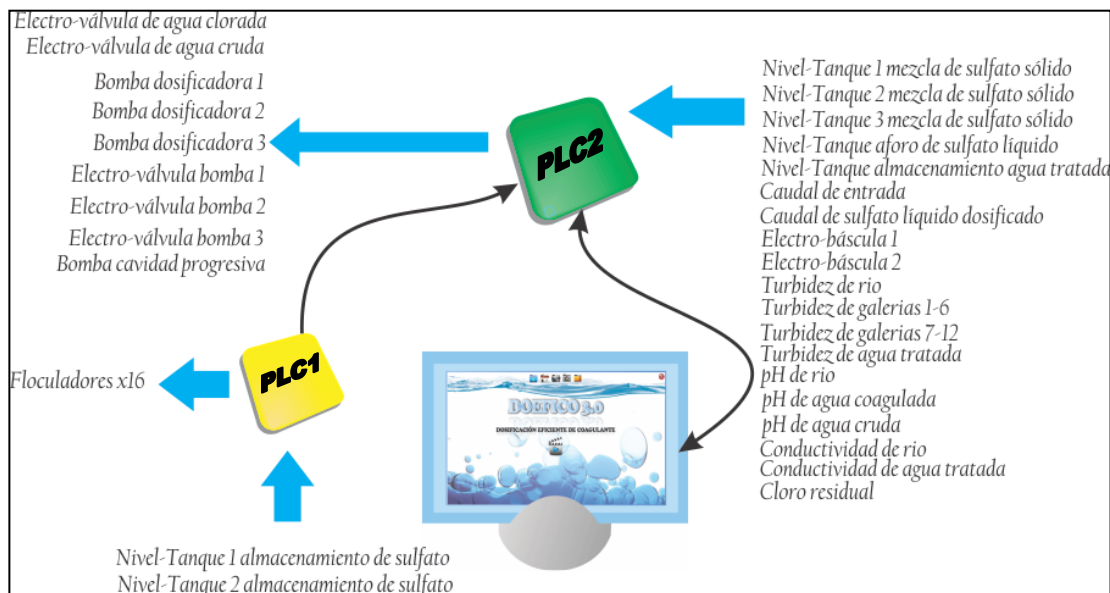 Electro-válvula de agua clorada
Electro-válvula de agua cruda
Bomba dosificadora 1
Bomba dosificadora 2
Bomba dosificadora 3
Electro-válvula bomba 1
Electro-válvula bomba 2
Electro-válvula bomba 3
Bomba cavidad progresiva
PLC2
Nivel-Tanque 1 mezcla de sulfato sólido
Nivel-Tanque 2 mezcla de sulfato sólido
Nivel-Tanque 3 mezcla de sulfato sólido
Nivel-Tanque aforo de sulfato líquido
Nivel-Tanque almacenamiento agua tratada
Caudal de entrada
Caudal de sulfato líquido dosificado
Electro-báscula 1
Electro-báscula 2
Turbidez de rio
Turbidez de galerias 1-6
Turbidez de galerias 7-12
Turbidez de agua tratada
pH de rio
pH de agua coagulada
pH de agua cruda
Conductividad de rio
Conductividad de agua tratada
Cloro residual
Floculadores x16
PLC1
DOSIFICACIÓN EFICIENTE DE COAGULANTE
Nivel-Tanque 1 almacenamiento de sulfato
Nivel-Tanque 2 almacenamiento de sulfato